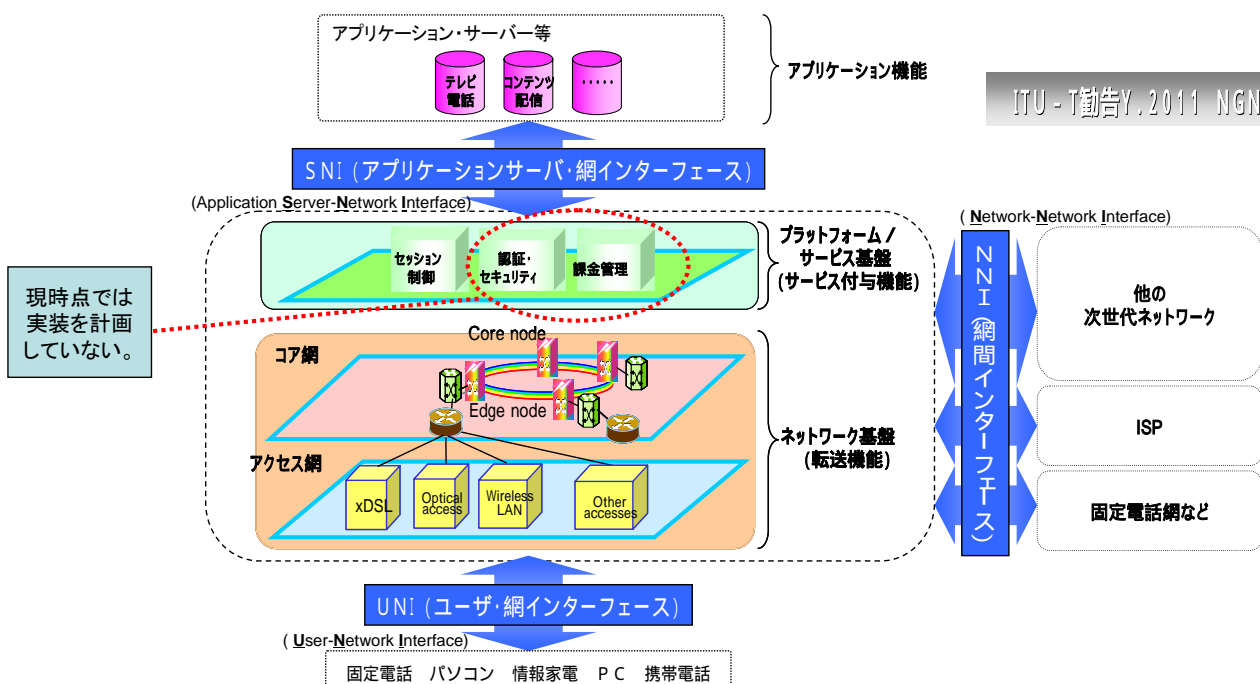 アプリケーション・サーバー等
テレビ
電話
コンテンツ
配信
・・・・・
アプリケーション機能
ITU-T勧告Y.2011 NGN
SNI (アプリケーションサーバ・網インターフェース)
(Application Server-Network Interface)
セッション
制御
認証・
セキュリティ
課金管理
プラットフォーム/
サービス基盤
(サービス付与機能)
現時点では
実装を計画
していない。
コア網
Core node
Edge node
アクセス網
xDSL
Optical
access
Wireless
LAN
Other
accesses
ネットワーク基盤
(転送機能)
( Network-Network Interface)
NNI (網間インターフェース)
他の
次世代ネットワーク
ISP
固定電話網など
UNI (ユーザ・網インターフェース)
( User-Network Interface)
固定電話 パソコン 情報家電 PC 携帯電話